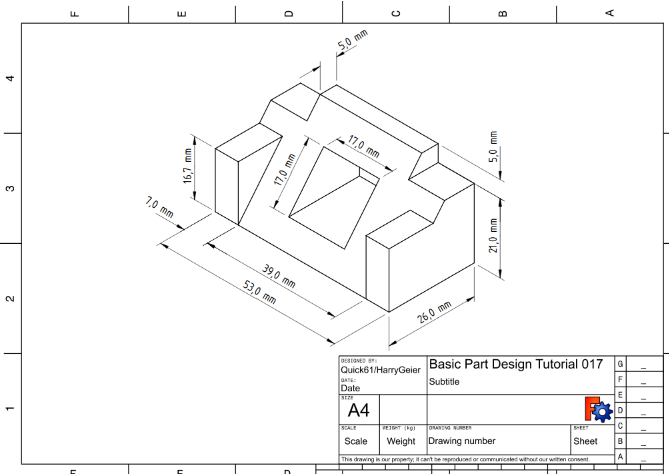 F E D C B A
4
5,0 mm
17,0 mm
5,0 mm
16,7 mm
17,0 mm
3
7,0 mm
21,0 mm
39,0 mm
53,0 mm
26,0 mm
2
DESIGNED BY:
Quick61/HarryGeier
Basic Part Design Tutorial 017
G _
DATE:
Date
Subtitle
F _
E _
SIZE
A4
D _
SCALE
WEIGHT (kg)
DRAWING NUMBER
SHEET
C _
1
Scale
Weight
Drawing number
Sheet
B _
This drawing is our property; it can't be reproduced or communicated without our written consent.
A _
F E D